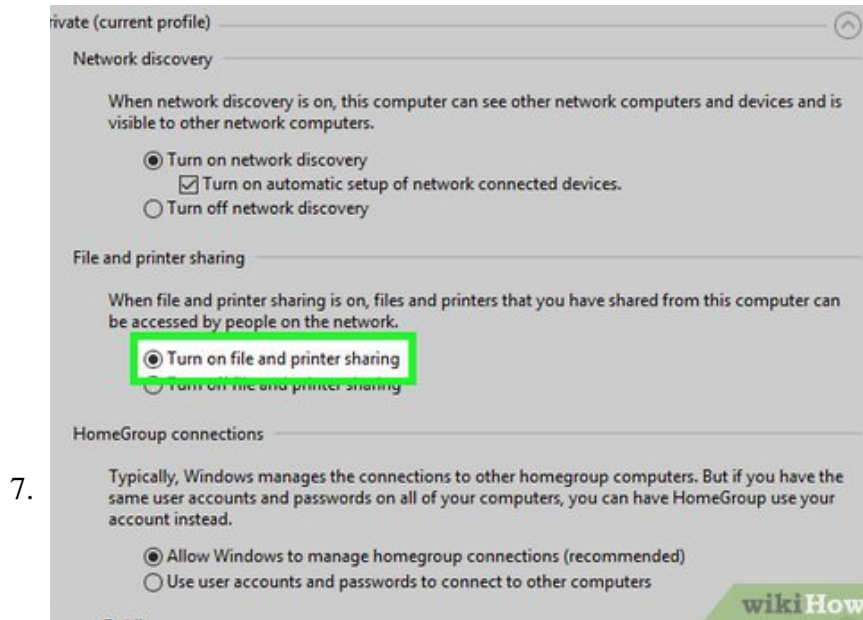 rivate (current profile)
Network discovery
When network discovery is on, this computer can see other network computers and devices and is
visible to other network computers.
Turn on network discovery
Turn on automatic setup of network connected devices.
Turn off network discovery
File and printer sharing
When file and printer sharing is on, files and printers that you have shared from this computer can
be accessed by people on the network.
Turn on file and printer sharing
Turn off file and printer sharing
HomeGroup connections
7.
Typically, Windows manages the connections to other homegroup computers. But if you have the
same user accounts and passwords on all of your computers, you can have HomeGroup use your
account instead.
Allow Windows to manage homegroup connections (recommended)
Use user accounts and passwords to connect to other computers
wikiHow